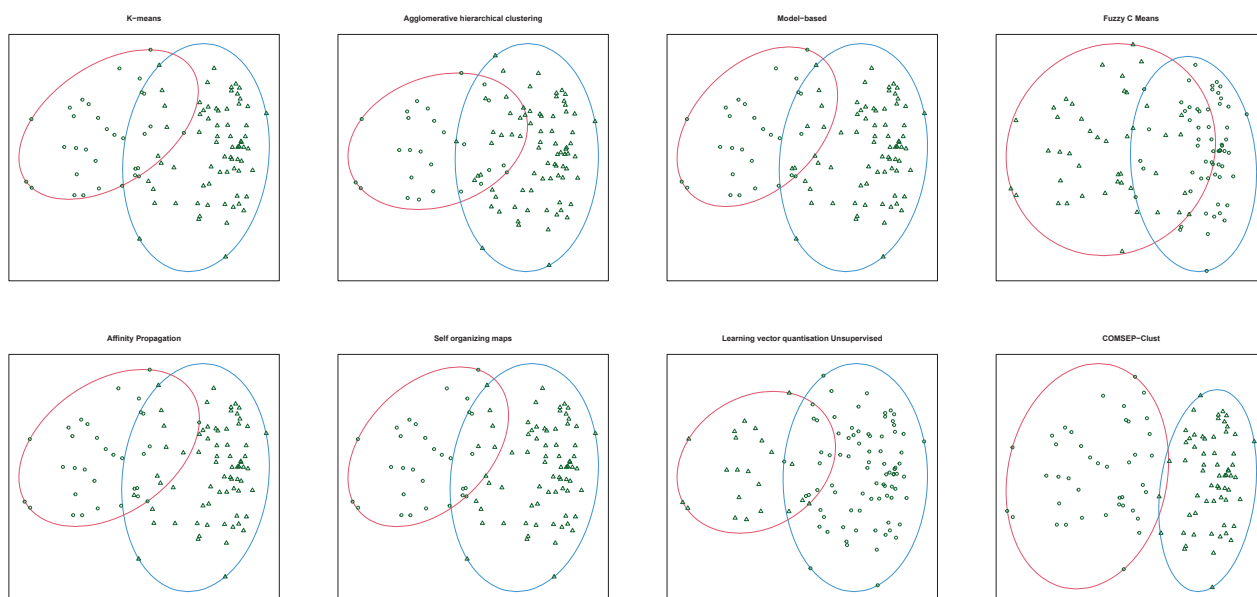 K−means
Agglomerative hierarchical clustering
Model−based
Fuzzy C Means
Affinity Propagation
Self organizing maps
Learning vector quantisation Unsupervised
COMSEP−Clust